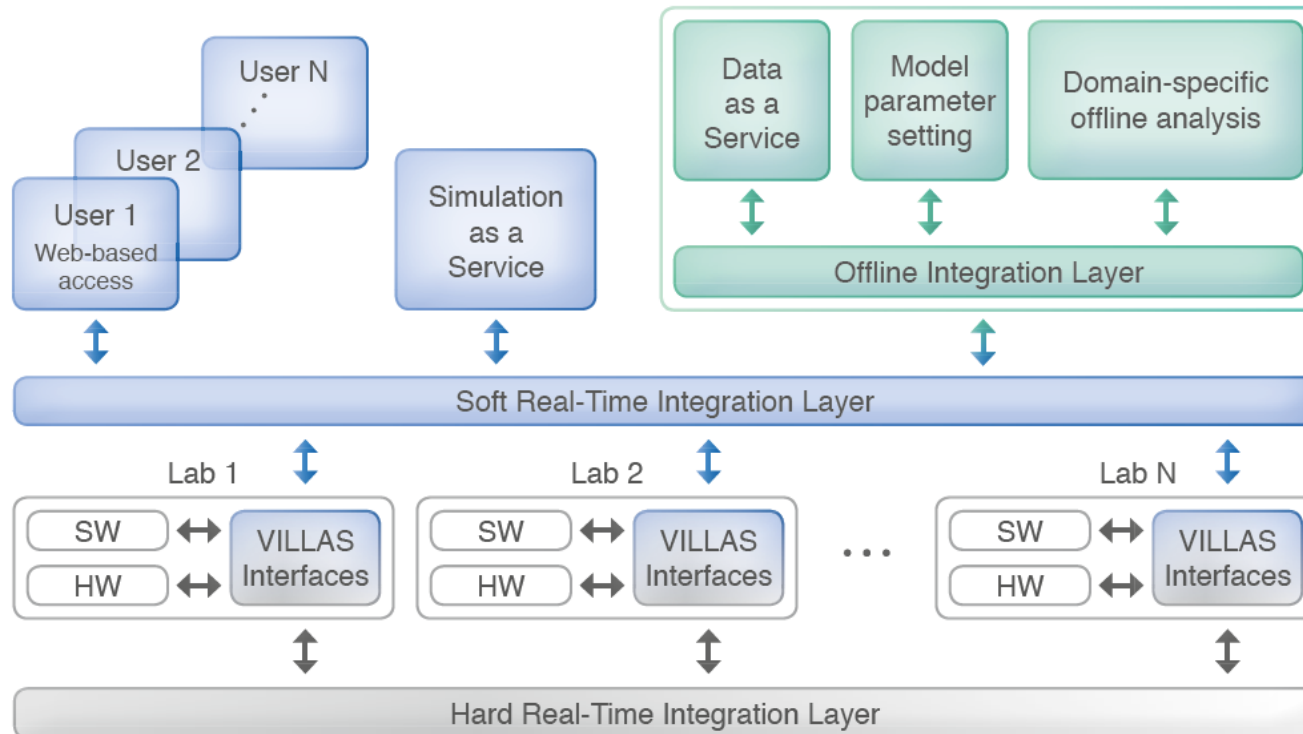 User N
User 2
User 1
Web-based
access
Simulation
as a
Service
Data
as a
Service
Model
parameter
setting
Domain-specific
offline analysis
Offline Integration Layer
Soft Real-Time Integration Layer
Lab 1
SW
HW
VILLAS
Interfaces
Lab 2
SW
HW
VILLAS
Interfaces
...
Lab N
SW
HW
VILLAS
Interfaces
Hard Real-Time Integration Layer